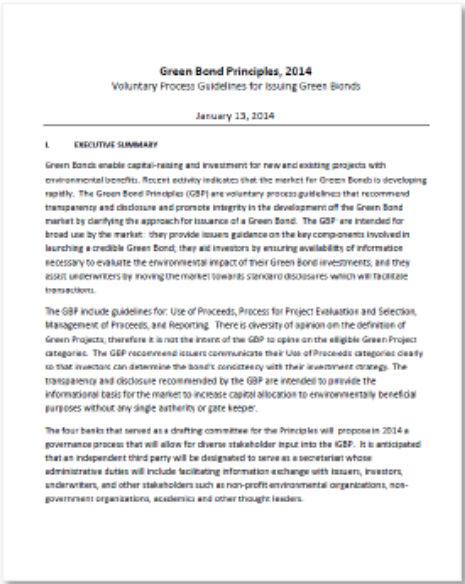 Green Bond Principles, 2014
Voluntary Process Guidelines for Issuing Green Bonds
January 13, 2014
I. EXECUTIVE SUMMARY
Green Bonds enable capital-raising and investment for new and existing projects with
environmental benefits. Recent activity indicates that the market for Green Bonds is developing
rapidly. The Green Bond Principles (GBP) are voluntary process guidelines that recommend
transparency and disclosure and promote integrity in the development of the Green Bond
market by clarifying the approach for issuance of a Green Bond. The GBP are intended for
broad use by the market: they provide issuers guidance on the key components involved in
launching a credible Green Bond; they aid investors by ensuring availability of information
necessary to evaluate the environmental impact of their Green Bond investments, and they
assist underwriters by moving the market towards standard disclosures which will facilitate
transactions.
The GBP include guidelines for: Use of Proceeds, Process for Project Evaluation and Selection,
Management of Proceeds, and Reporting. There is diversity of opinion on the definition of
Green Projects; therefore it is not the intent of the GBP to opine on the eligible Green Project
categories. The GBP recommend issuers communicate their Use of Proceeds categories clearly
so that investors can determine the bond's consistency with their investment strategy. The
transparency and disclosure recommended by the GBP are intended to provide the
informational basis for the market to increase capital allocation to environmentally beneficial
purposes without any single authority or gate keeper.
The four banks that served as a drafting committee for the Principles will propose in 2014 a
governance process that will allow for diverse stakeholder input into the GBP. It is anticipated
that an independent third party will be designated to serve as a secretariat whose
administrative duties will include facilitating information exchange with issuers, investors,
underwriters, and other stakeholders such as non-profit environmental organizations, non-
government organizations, academics and other thought leaders.